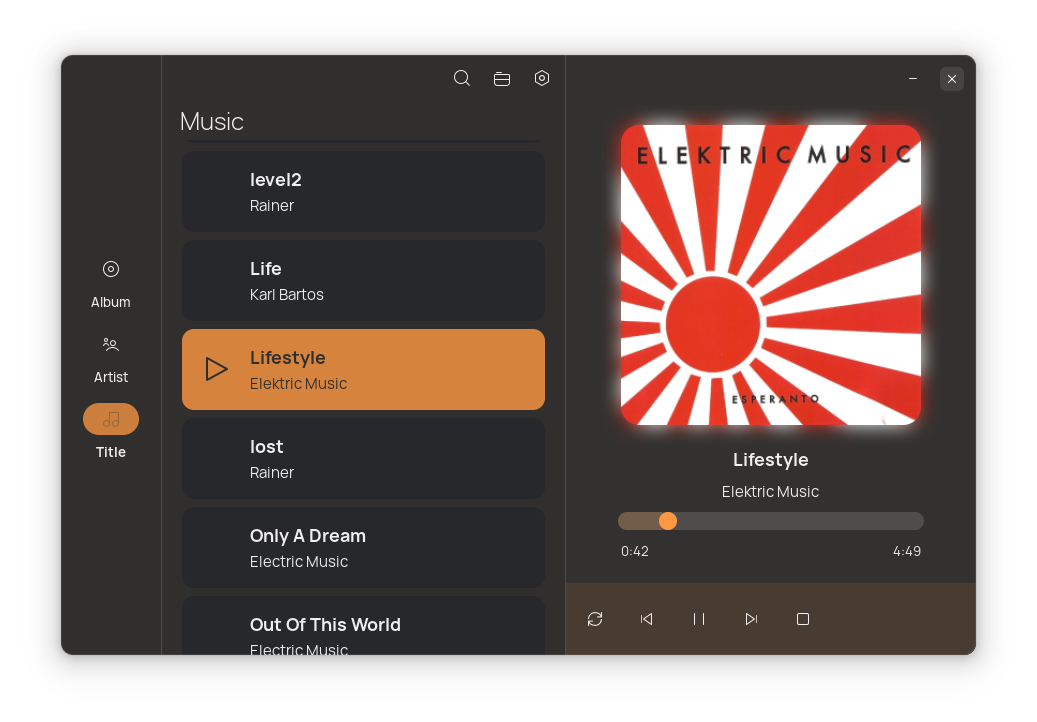 Album
Artist
Title
Music
level2
Rainer
Life
Karl Bartos
Lifestyle
Elektric Music
lost
Rainer
Only A Dream
Electric Music
Out Of This World
Electric Music
ELEKTRIC MUSIC
ESPERANTO
Lifestyle
Elektric Music
0:42
4:49